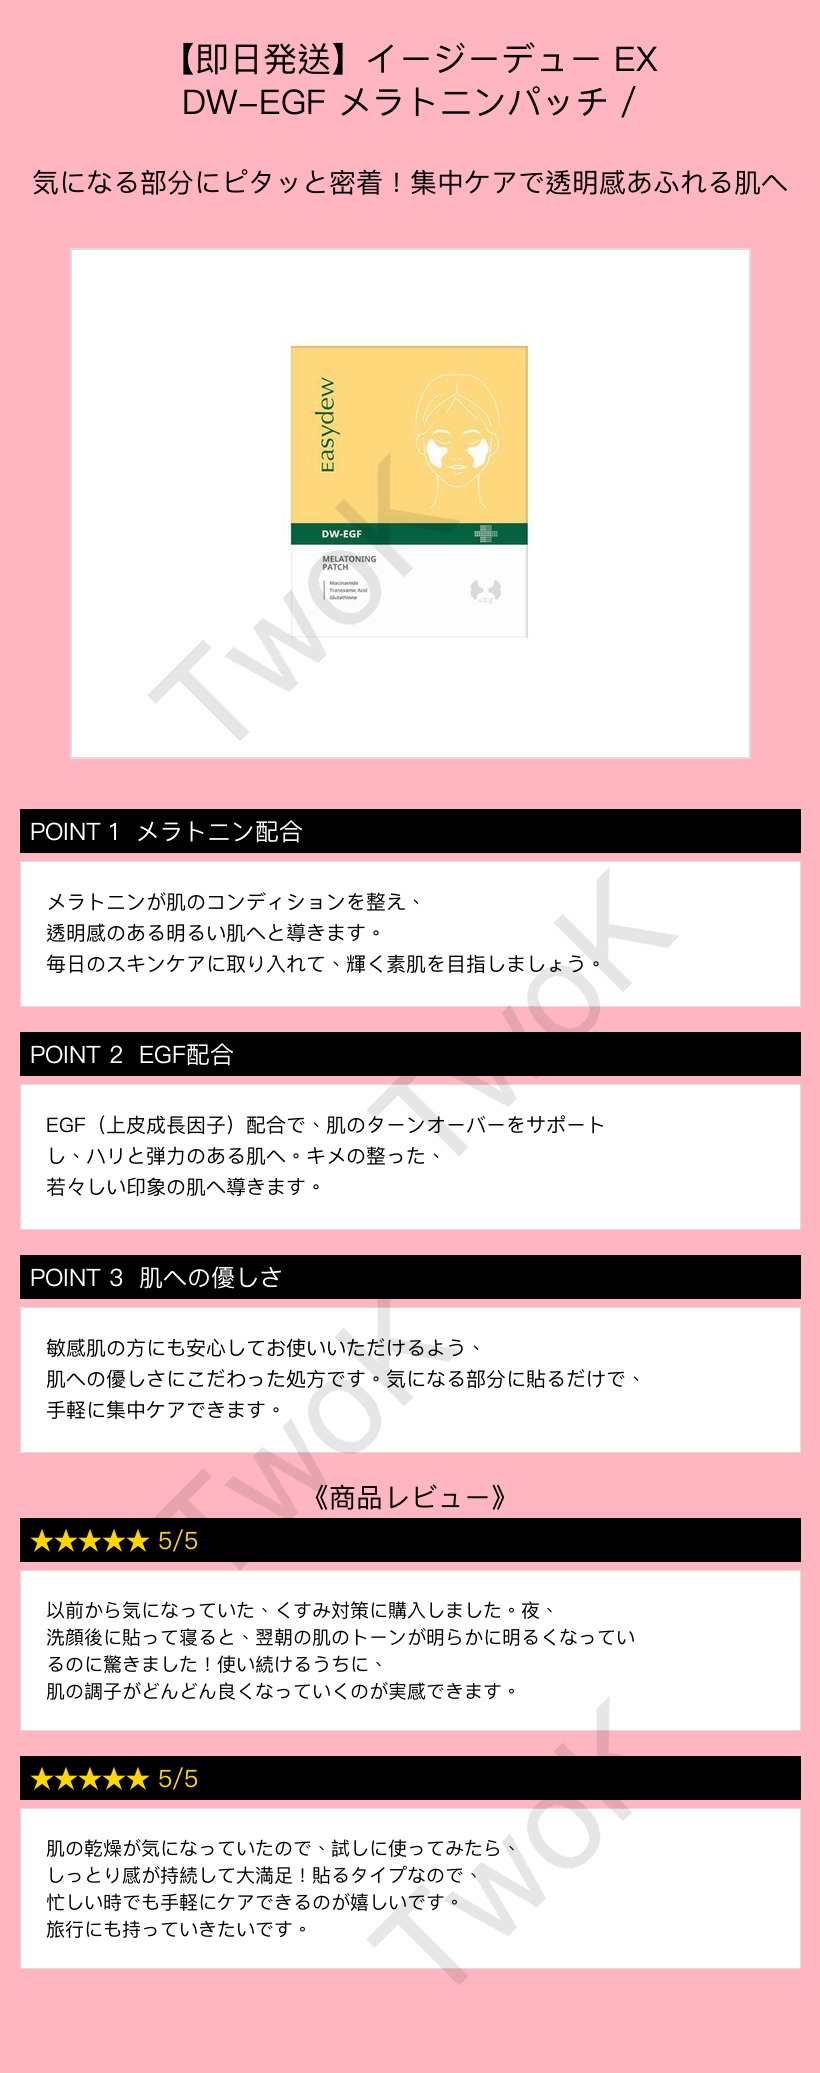 【即日発送】イージーデュー EX
DW-EGF メラトニンパッチ /
気になる部分にピタッと密着！集中ケアで透明感あふれる肌へ
Easydew
DW-EGF
MELATONING
PATCH
Niacinamide
Tranexamic Acid
Glutathione
TwoK
POINT 1 メラトニン配合
メラトニンが肌のコンディションを整え、
透明感のある明るい肌へと導きます。
毎日のスキンケアに取り入れて、輝く素肌を目指しましょう。
TwoK
POINT 2 EGF配合
EGF（上皮成長因子）配合で、肌のターンオーバーをサポート
し、ハリと弾力のある肌へ。キメの整った、
若々しい印象の肌へ導きます。
POINT 3 肌への優しさ
敏感肌の方にも安心してお使いいただけるよう、
肌への優しさにこだわった処方です。気になる部分に貼るだけで、
手軽に集中ケアできます。
TwoK
《商品レビュー》
★★★★★ 5/5
以前から気になっていた、くすみ対策に購入しました。夜、
洗顔後に貼って寝ると、翌朝の肌のトーンが明らかに明るくなってい
るのに驚きました！使い続けるうちに、
肌の調子がどんどん良くなっていくのが実感できます。
★★★★★ 5/5
肌の乾燥が気になっていたので、試しに使ってみたら、
しっとり感が持続して大満足！貼るタイプなので、
忙しい時でも手軽にケアできるのが嬉しいです。
旅行にも持っていきたいです。
TwoK